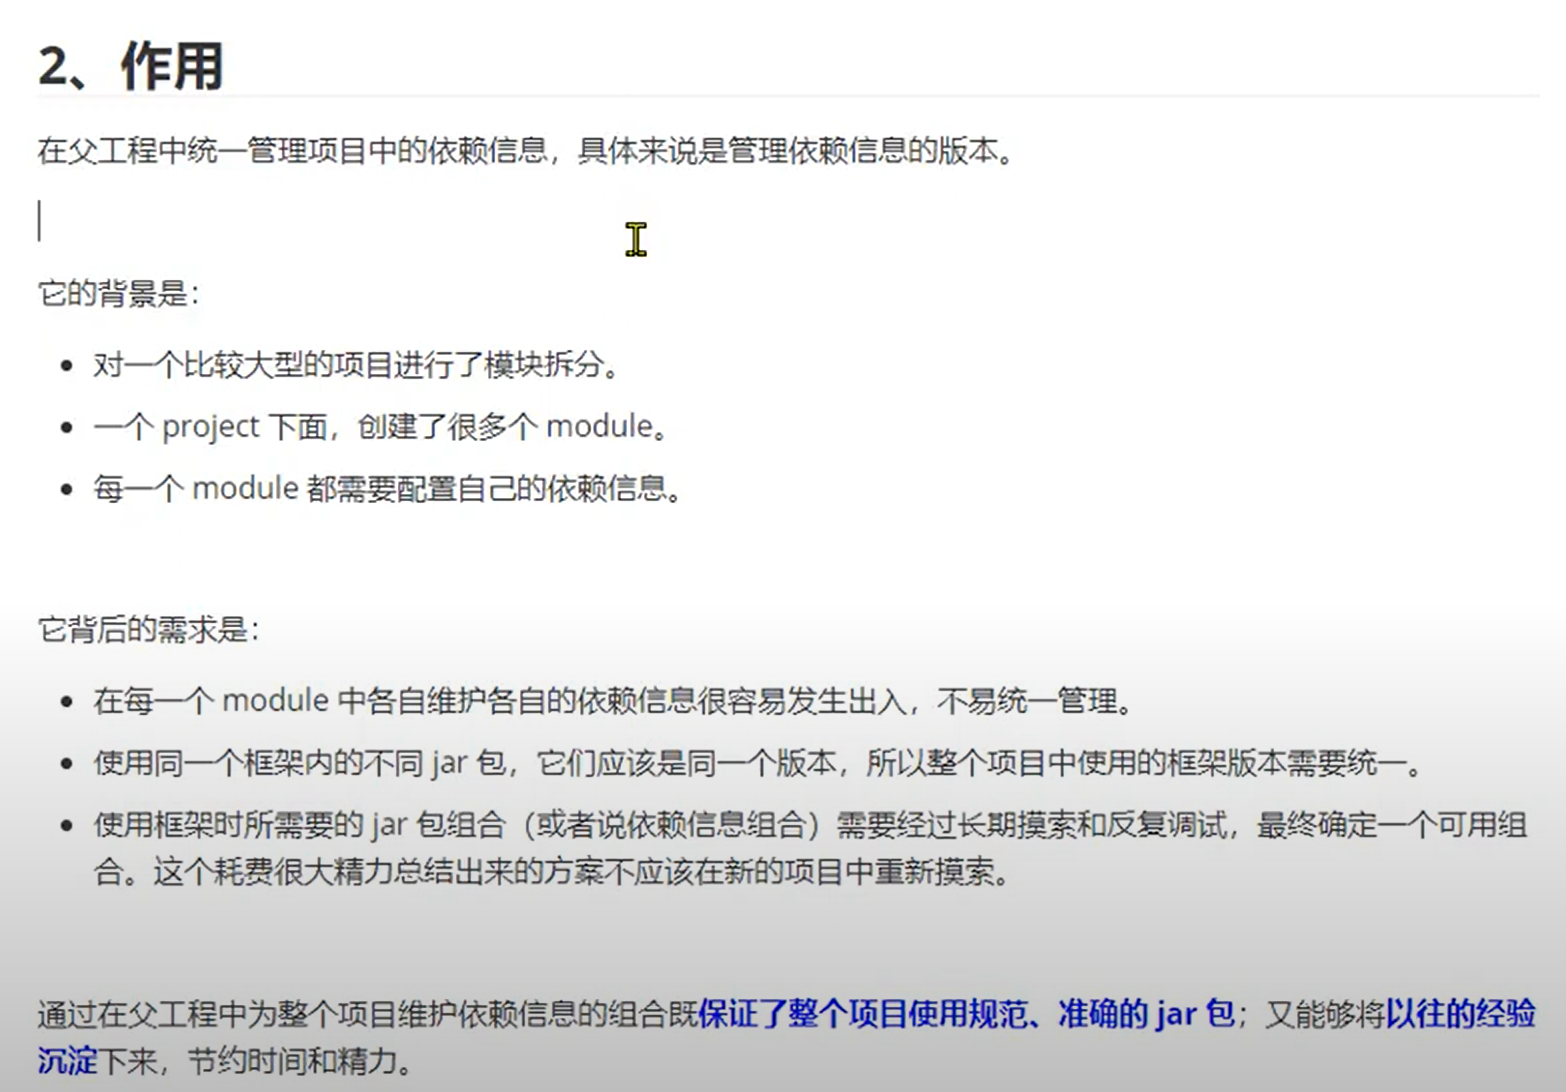 2、作用
在父工程中统一管理项目中的依赖信息，具体来说是管理依赖信息的版本。
它的背景是：
• 对一个比较大型的项目进行了模块拆分。
• 一个 project 下面，创建了很多个 module。
• 每一个 module 都需要配置自己的依赖信息。
它背后的需求是：
• 在每一个 module 中各自维护各自的依赖信息很容易发生出入，不易统一管理。
• 使用同一个框架内的不同 jar 包，它们应该是同一个版本，所以整个项目中使用的框架版本需要统一。
• 使用框架时所需要的 jar 包组合（或者说依赖信息组合）需要经过长期摸索和反复调试，最终确定一个可用组
合。这个耗费很大精力总结出来的方案不应该在新的项目中重新摸索。
通过在父工程中为整个项目维护依赖信息的组合既保证了整个项目使用规范、准确的 jar 包；又能够将以往的经验
沉淀下来，节约时间和精力。